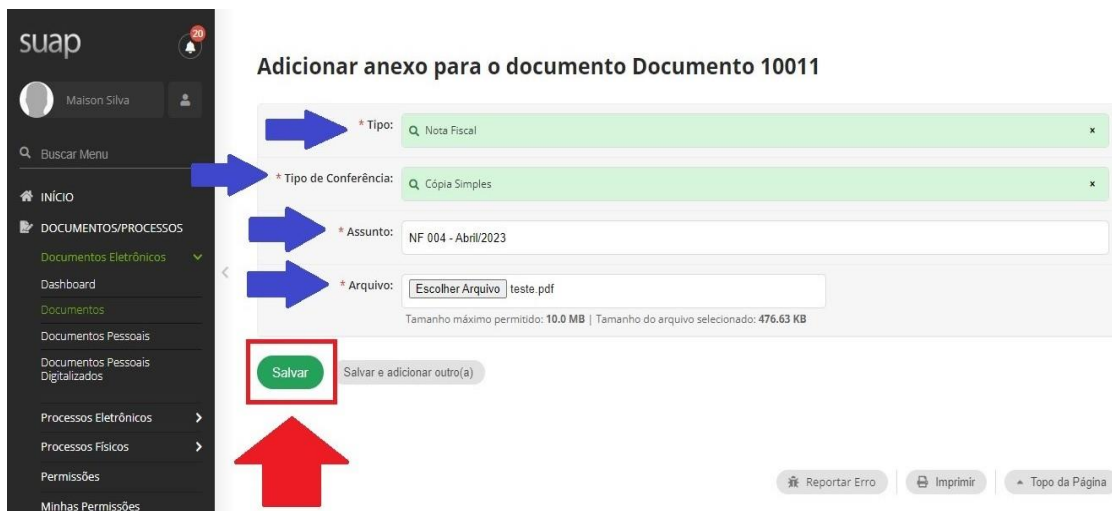 suap
20
Maison Silva
Buscar Menu
INÍCIO
DOCUMENTOS/PROCESSOS
Documentos Eletrônicos
Dashboard
Documentos
Documentos Pessoais
Documentos Pessoais
Digitalizados
Processos Eletrônicos
Processos Físicos
Permissões
Minhas Permissões
Adicionar anexo para o documento Documento 10011
* Tipo: Nota Fiscal x
* Tipo de Conferência: Cópia Simples x
* Assunto: NF 004 - Abril/2023
* Arquivo: Escolher Arquivo teste.pdf
Tamanho máximo permitido: 10.0 MB | Tamanho do arquivo selecionado: 476.63 KB
Salvar Salvar e adicionar outro(a)
Reportar Erro Imprimir Topo da Página